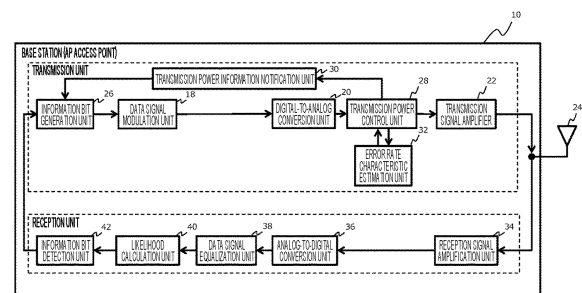 10
BASE STATION (AP ACCESS POINT)
TRANSMISSION UNIT
30
TRANSMISSION POWER INFORMATION NOTIFICATION UNIT
26
INFORMATION BIT
GENERATION UNIT
18
DATA SIGNAL
MODULATION UNIT
20
DIGITAL-TO-ANALOG
CONVERSION UNIT
28
TRANSMISSION POWER
CONTROL UNIT
22
TRANSMISSION
SIGNAL AMPLIFIER
24
32
ERROR RATE
CHARACTERISTIC
ESTIMATION UNIT
RECEPTION UNIT
42
INFORMATION BIT
DETECTION UNIT
40
LIKELIHOOD
CALCULATION UNIT
38
DATA SIGNAL
EQUALIZATION UNIT
36
ANALOG-TO-DIGITAL
CONVERSION UNIT
34
RECEPTION SIGNAL
AMPLIFICATION UNIT